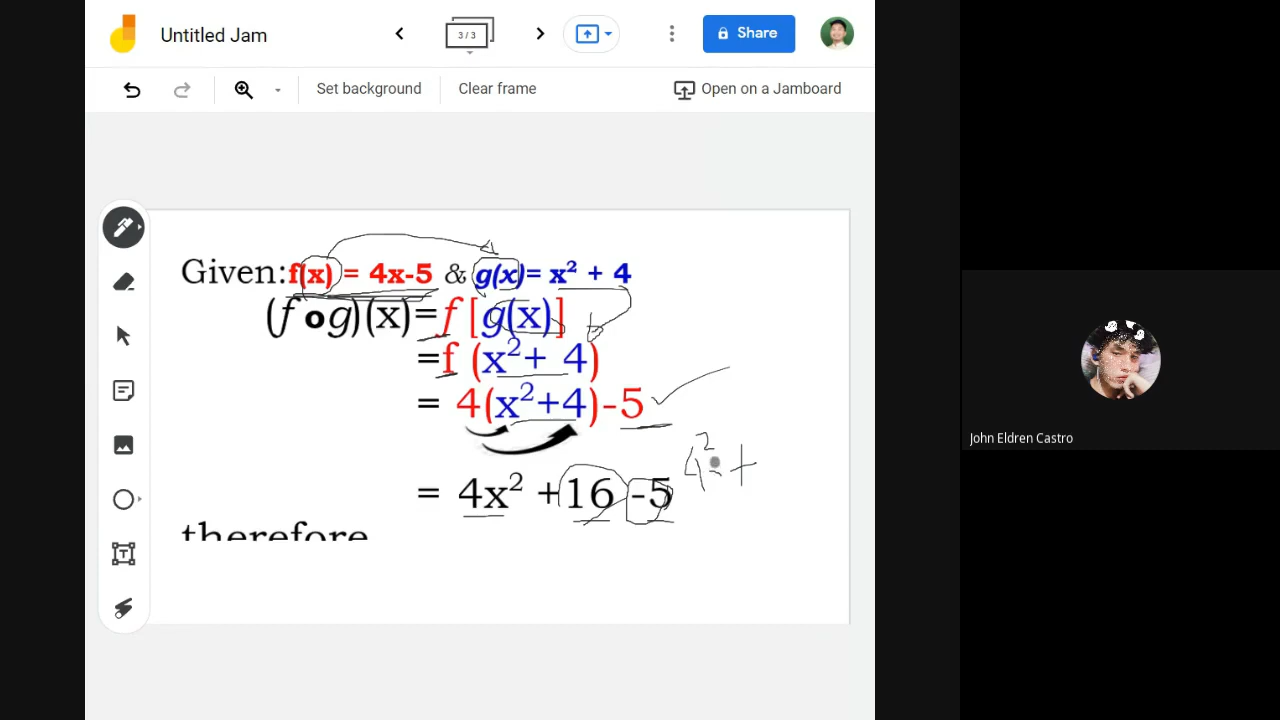 Untitled Jam
3 / 3
Share
Set background
Clear frame
Open on a Jamboard
Given: f(x) = 4x-5 & g(x)= x² + 4
(f o g)(x)= f [g(x)]
=f (x²+ 4)
= 4(x²+4)-5
4² +
= 4x² +16 -5
therefore
John Eldren Castro